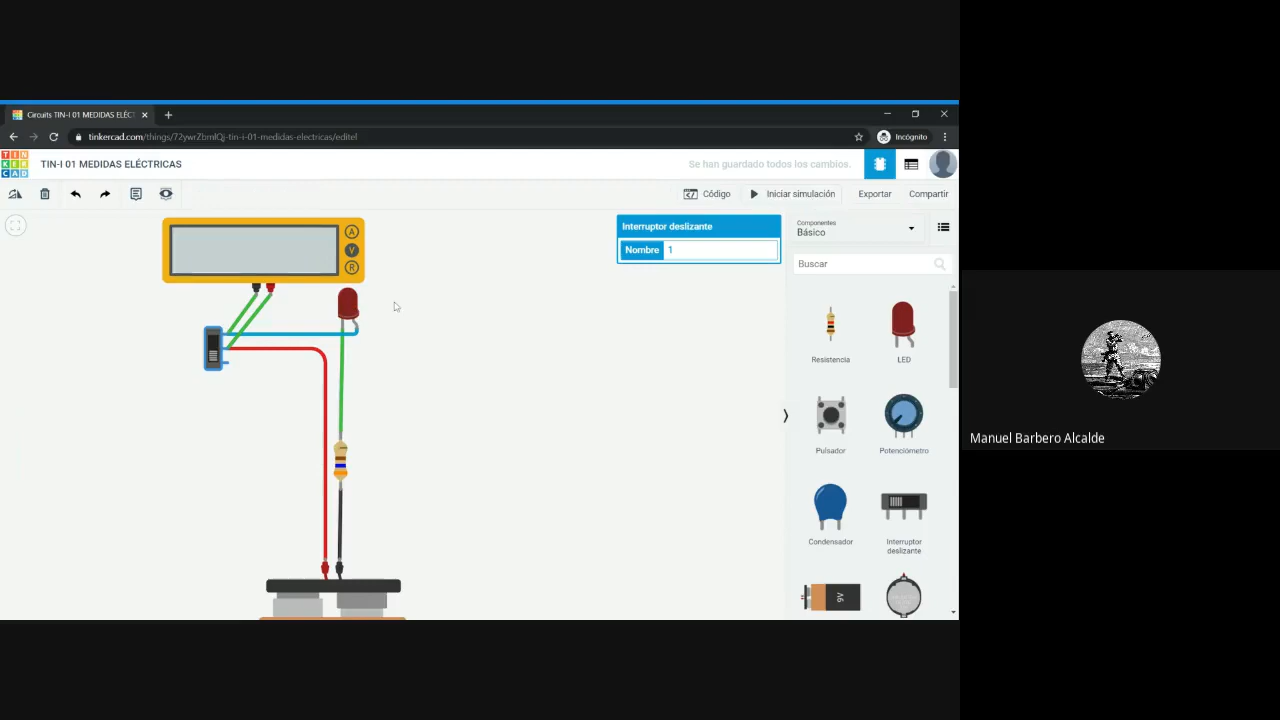 Circuits TIN-I 01 MEDIDAS ELÉCT
tinkercad.com/things/72ywrZbmlQj-tin-i-01-medidas-electricas/editel
Incógnito
TIN
KER
CAD
TIN-I 01 MEDIDAS ELÉCTRICAS
Se han guardado todos los cambios.
Código
Iniciar simulación
Exportar
Compartir
A
V
R
Interruptor deslizante
Nombre
1
Componentes
Básico
Buscar
Resistencia
LED
Pulsador
Potenciómetro
Condensador
Interruptor
deslizante
9V
Manuel Barbero Alcalde